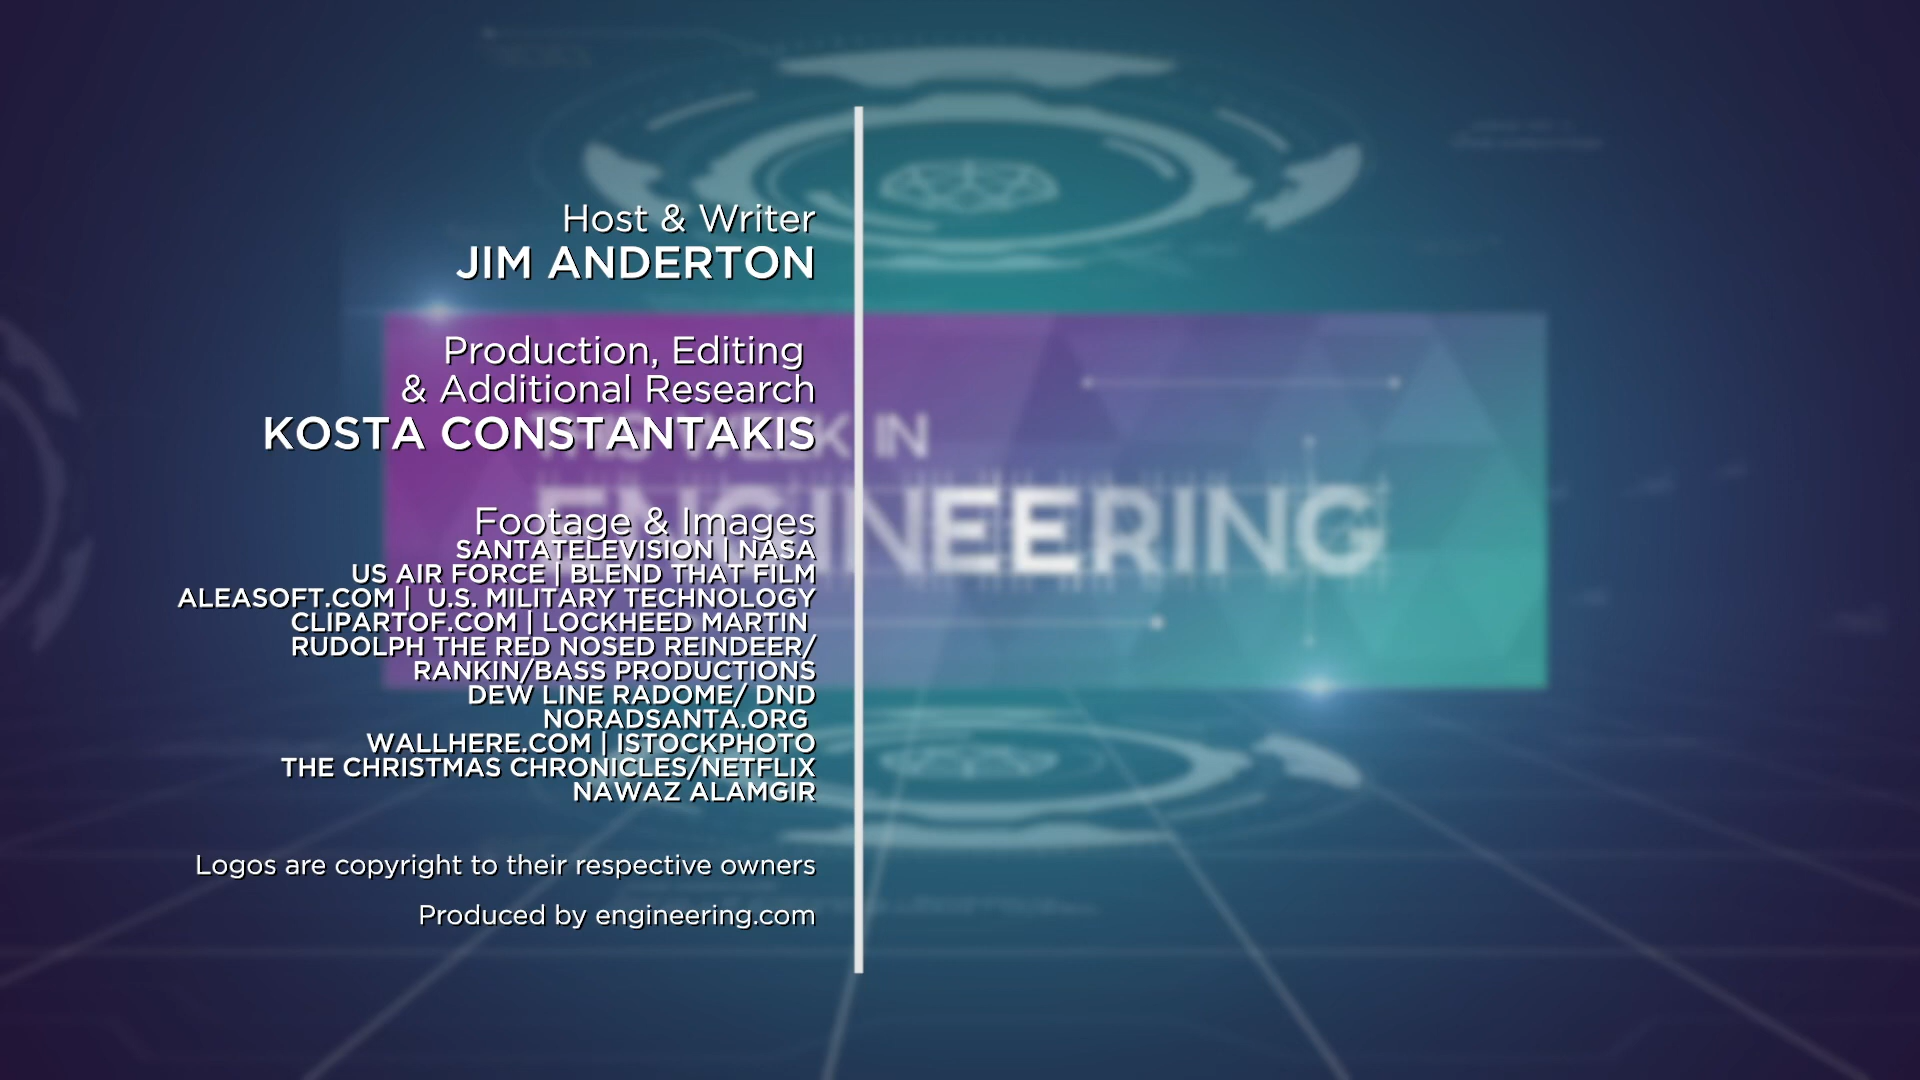 Host & Writer
JIM ANDERTON
Production, Editing
& Additional Research
KOSTA CONSTANTAKIS
Footage & Images
SANTATELEVISION | NASA
US AIR FORCE | BLEND THAT FILM
ALEASOFT.COM | U.S. MILITARY TECHNOLOGY
CLIPARTOF.COM | LOCKHEED MARTIN
RUDOLPH THE RED NOSED REINDEER/
RANKIN/BASS PRODUCTIONS
DEW LINE RADOME/ DND
NORADSANTA.ORG
WALLHERE.COM | ISTOCKPHOTO
THE CHRISTMAS CHRONICLES/NETFLIX
NAWAZ ALAMGIR
Logos are copyright to their respective owners
Produced by engineering.com
THIS WEEK IN
ENGINEERING